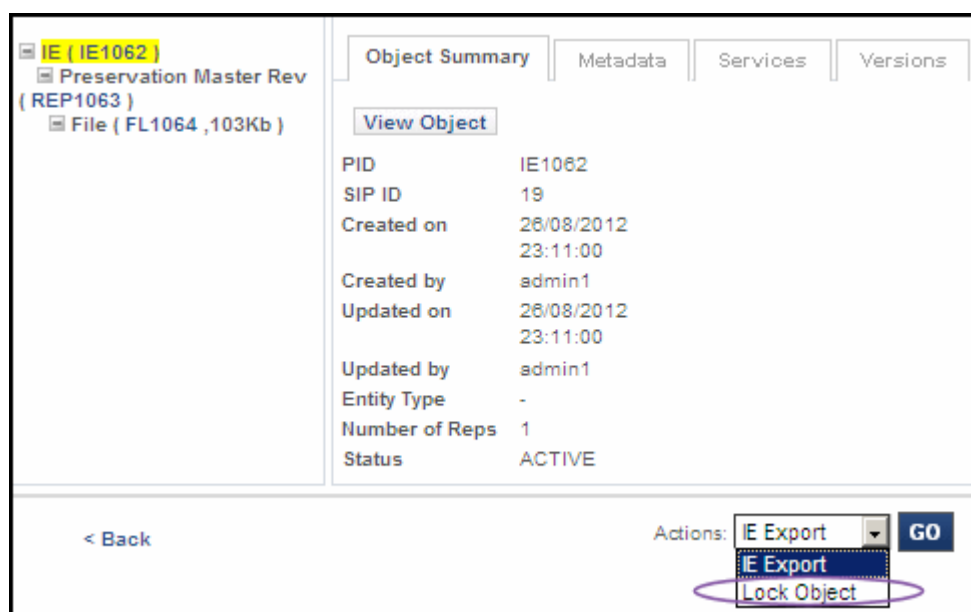 IE ( IE1062 )
Preservation Master Rev
( REP1063 )
File ( FL1064 ,103Kb )
Object Summary
Metadata
Services
Versions
View Object
PID IE1062
SIP ID 19
Created on 26/08/2012
23:11:00
Created by admin1
Updated on 26/08/2012
23:11:00
Updated by admin1
Entity Type -
Number of Reps 1
Status ACTIVE
< Back
Actions: IE Export GO
IE Export
Lock Object